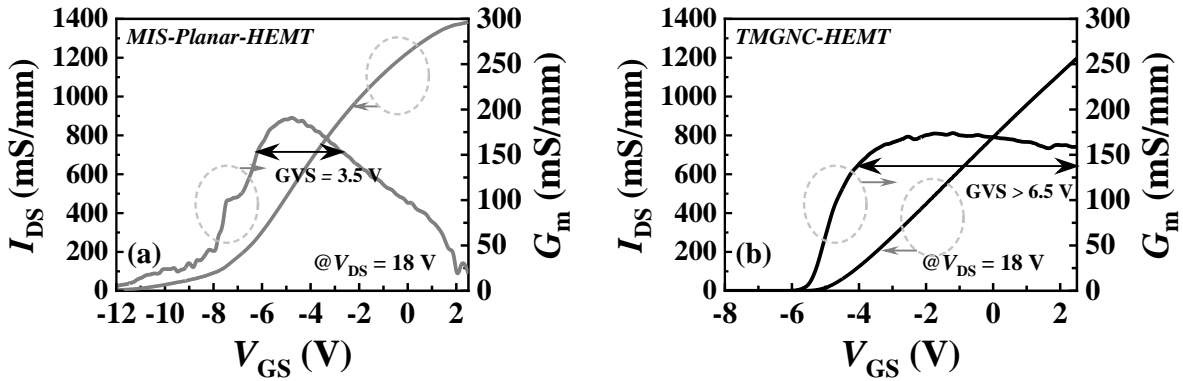 MIS-Planar-HEMT
I_DS (mS/mm)
1400
1200
1000
800
600
400
200
0
300
250
200
150
100
50
0
G_m (mS/mm)
GVS = 3.5 V
(a)
@V_DS = 18 V
-12 -10 -8 -6 -4 -2 0 2
V_GS (V)
TMGNC-HEMT
I_DS (mS/mm)
1400
1200
1000
800
600
400
200
0
300
250
200
150
100
50
0
G_m (mS/mm)
GVS > 6.5 V
(b)
@V_DS = 18 V
-8 -6 -4 -2 0 2
V_GS (V)